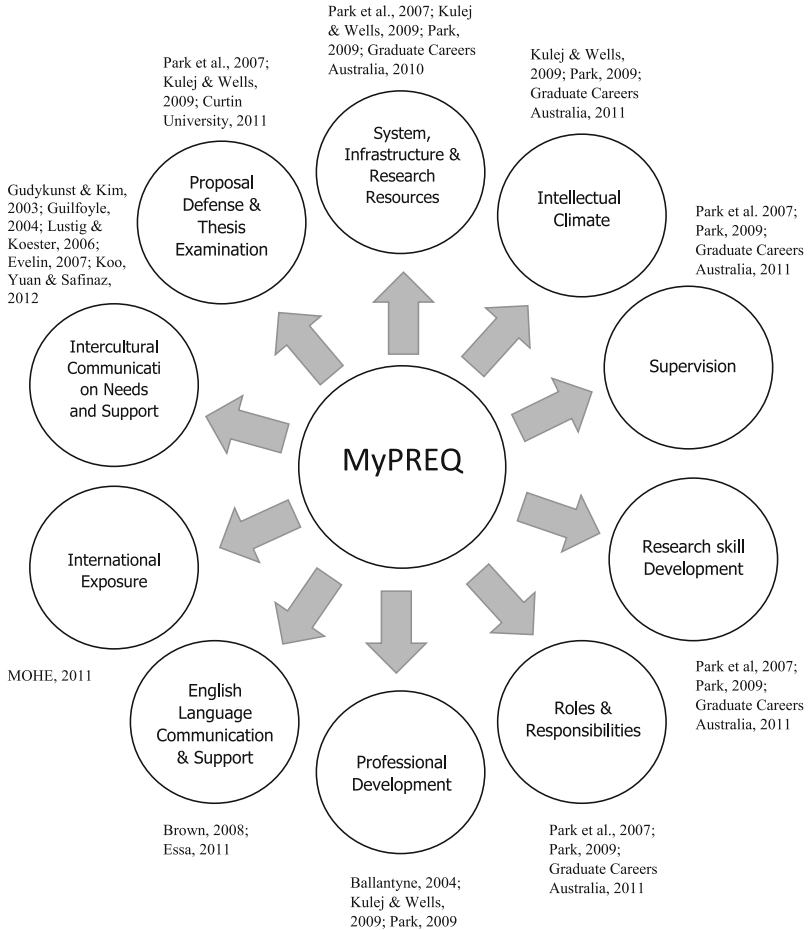 Park et al., 2007; Kulej
& Wells, 2009; Park,
2009; Graduate Careers
Australia, 2010
System,
Infrastructure &
Research
Resources
Kulej & Wells,
2009; Park, 2009;
Graduate Careers
Australia, 2011
Intellectual
Climate
Park et al. 2007;
Park, 2009;
Graduate Careers
Australia, 2011
Supervision
Research skill
Development
Park et al, 2007;
Park, 2009;
Graduate Careers
Australia, 2011
Roles &
Responsibilities
Park et al., 2007;
Park, 2009;
Graduate Careers
Australia, 2011
Professional
Development
Ballantyne, 2004;
Kulej & Wells,
2009; Park, 2009
English
Language
Communication
& Support
Brown, 2008;
Essa, 2011
International
Exposure
MOHE, 2011
Intercultural
Communicati
on Needs
and Support
Gudykunst & Kim,
2003; Guilfoyle,
2004; Lustig &
Koester, 2006;
Evelin, 2007; Koo,
Yuan & Safinaz,
2012
Proposal
Defense &
Thesis
Examination
Park et al., 2007;
Kulej & Wells,
2009; Curtin
University, 2011
MyPREQ